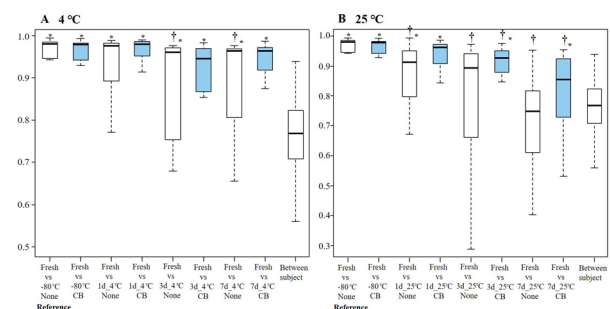 A 4 ℃
1.0
0.9
0.8
0.7
0.6
0.5
*
*
*
*
†
*
*
†
*
*
Fresh vs -80℃ None
Fresh vs -80℃ CB
Fresh vs 1d_4℃ None
Fresh vs 1d_4℃ CB
Fresh vs 3d_4℃ None
Fresh vs 3d_4℃ CB
Fresh vs 7d_4℃ None
Fresh vs 7d_4℃ CB
Between subject
Reference
B 25 ℃
1.0
0.9
0.8
0.7
0.6
0.5
0.4
0.3
*
*
†
*
*
†
*
†
*
†
†
*
Fresh vs -80℃ None
Fresh vs -80℃ CB
Fresh vs 1d_25℃ None
Fresh vs 1d_25℃ CB
Fresh vs 3d_25℃ None
Fresh vs 3d_25℃ CB
Fresh vs 7d_25℃ None
Fresh vs 7d_25℃ CB
Between subject
Reference